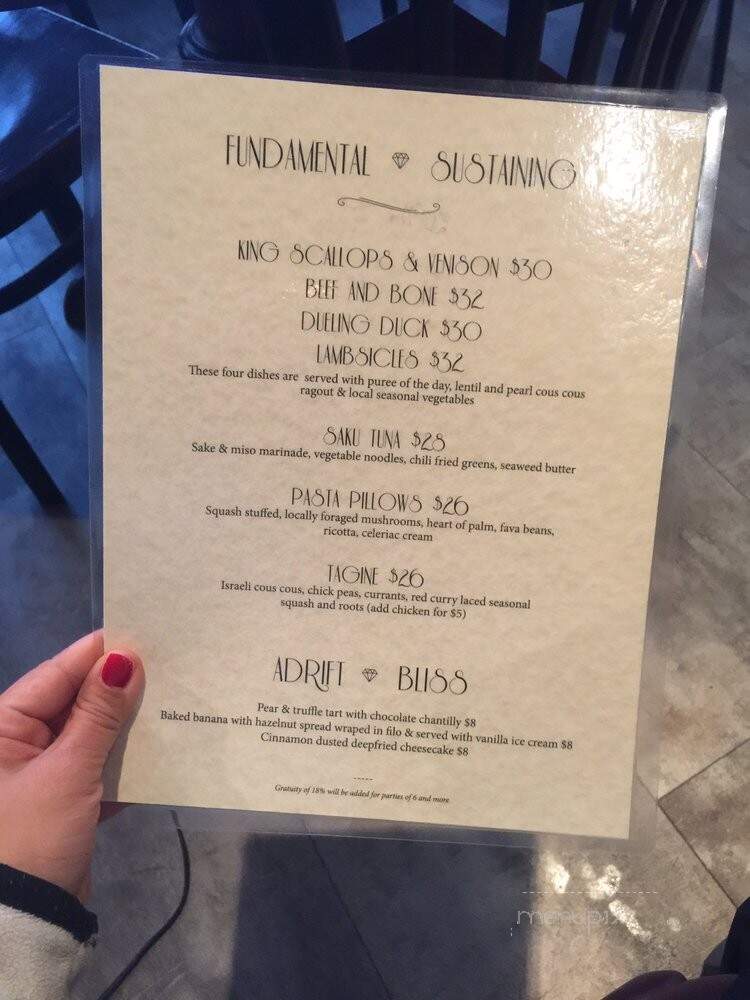 FUNDAMENTAL SUSTAINING
KING SCALLOPS & VENISON $30
BEEF AND BONE $32
DUELING DUCK $30
LAMBSICLES $32
These four dishes are served with puree of the day, lentil and pearl cous cous
ragout & local seasonal vegetables
SAKU TUNA $28
Sake & miso marinade, vegetable noodles, chili fried greens, seaweed butter
PASTA PILLOWS $26
Squash stuffed, locally foraged mushrooms, heart of palm, fava beans,
ricotta, celeriac cream
TAGINE $26
Israeli cous cous, chick peas, currants, red curry laced seasonal
squash and roots (add chicken for $5)
ADRIFT BLISS
Pear & truffle tart with chocolate chantilly $8
Baked banana with hazelnut spread wraped in filo & served with vanilla ice cream $8
Cinnamon dusted deepfried cheesecake $8
-----
Gratuity of 18% will be added for parties of 6 and more
menupix